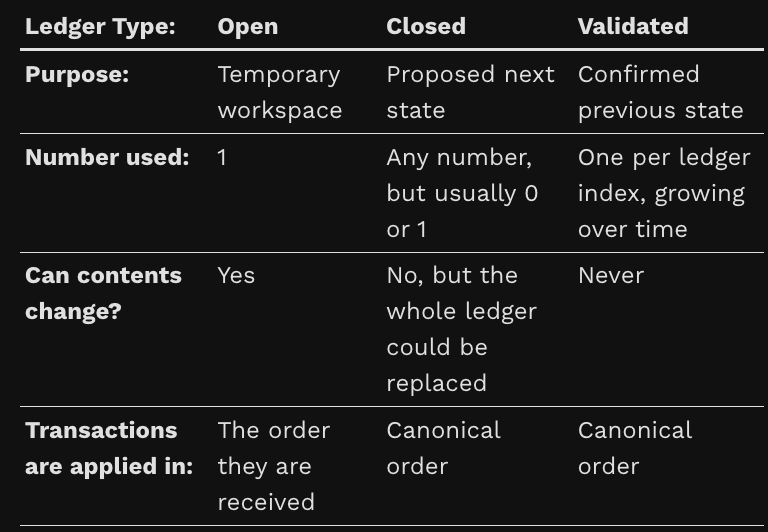 Ledger Type: Open Closed Validated
Purpose: Temporary workspace Proposed next state Confirmed previous state
Number used: 1 Any number, but usually 0 or 1 One per ledger index, growing over time
Can contents change? Yes No, but the whole ledger could be replaced Never
Transactions are applied in: The order they are received Canonical order Canonical order